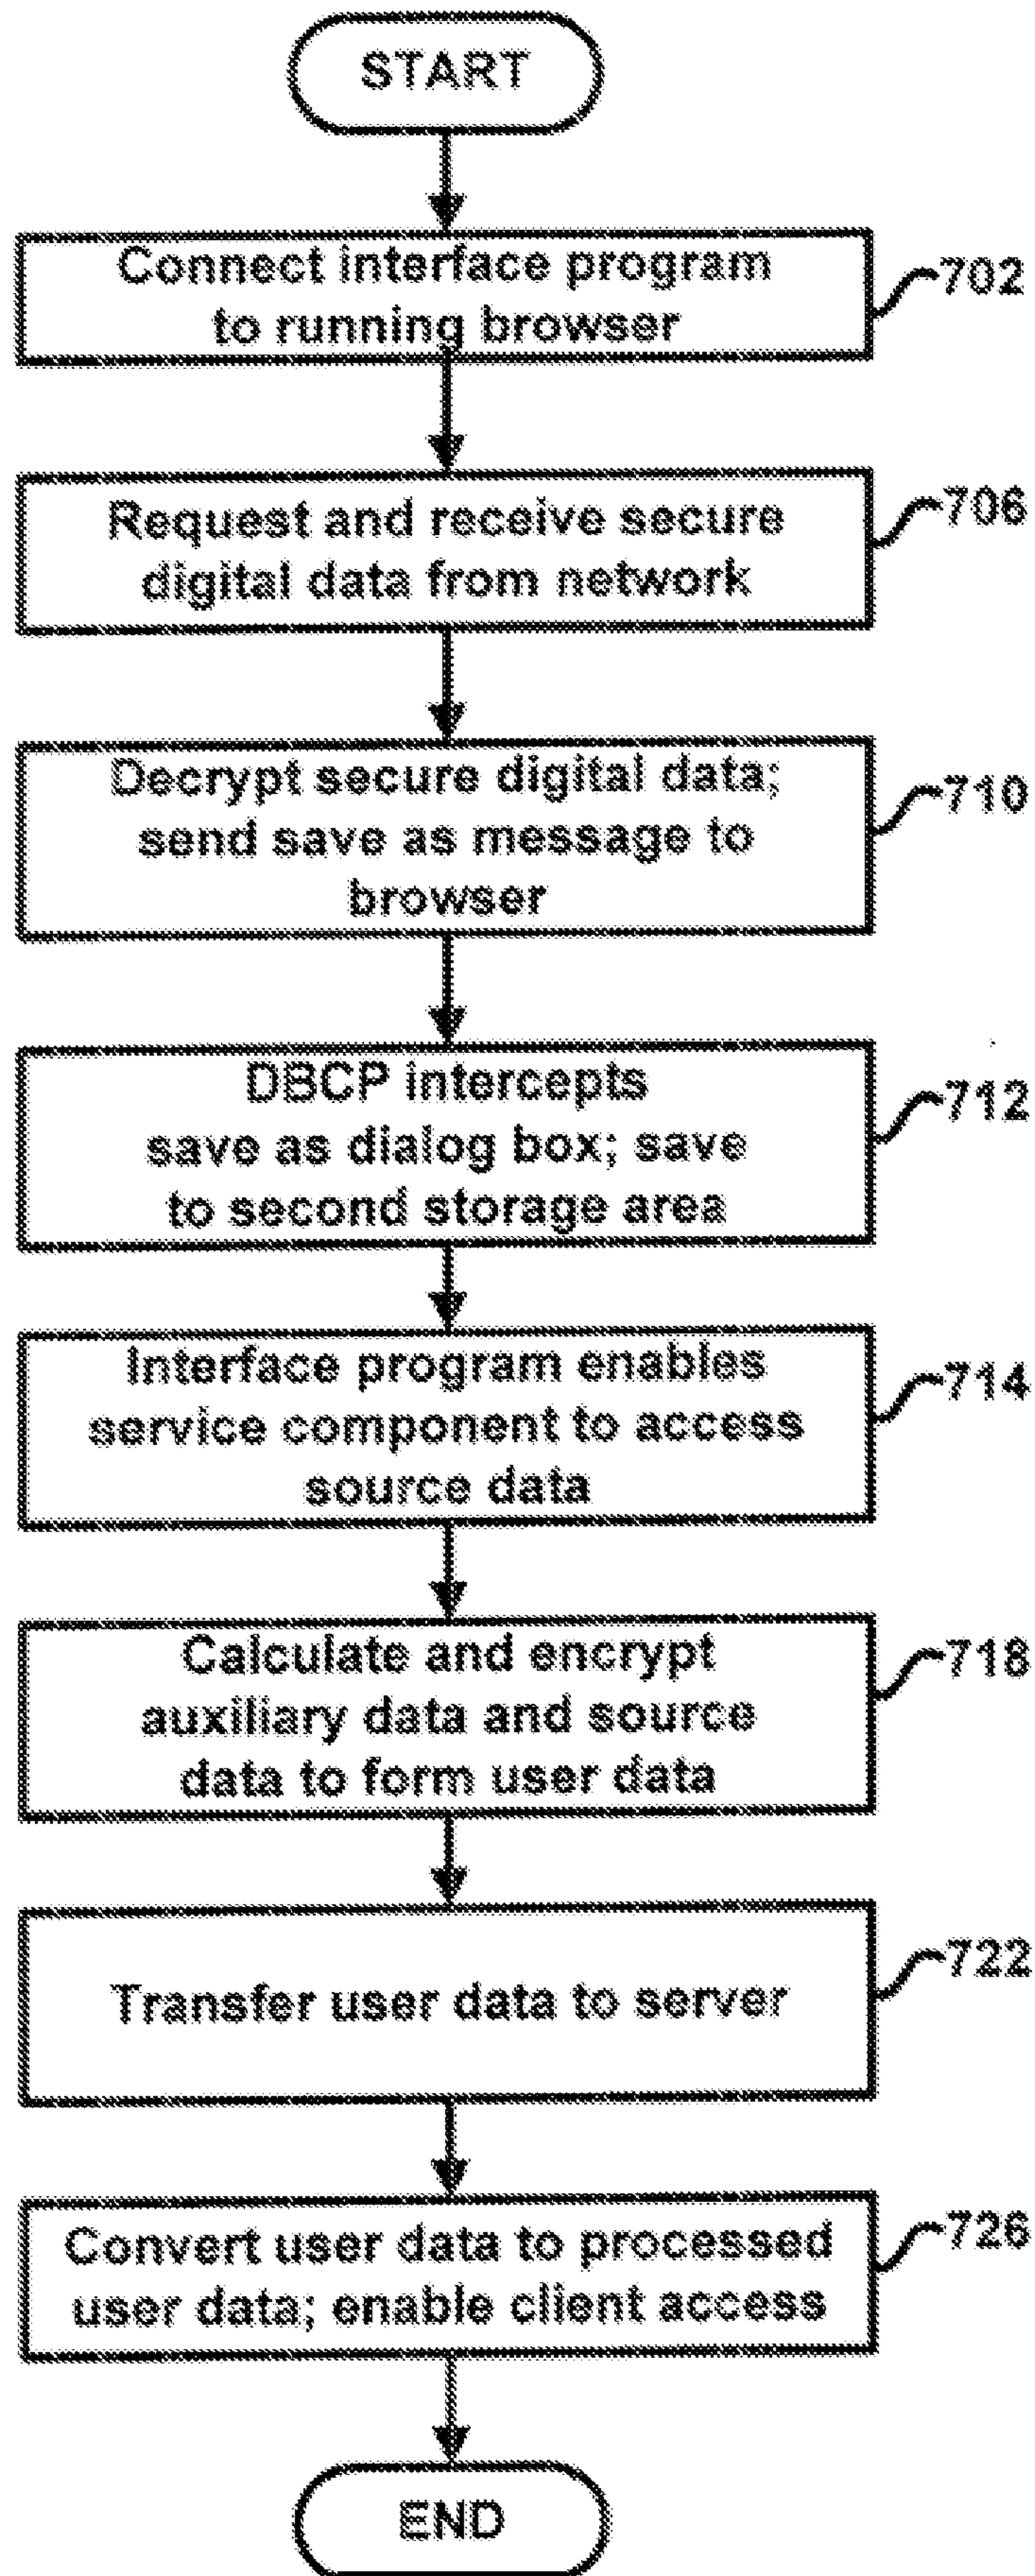 START
Connect interface program
to running browser
702
Request and receive secure
digital data from network
706
Decrypt secure digital data;
send save as message to
browser
710
DBCP intercepts
save as dialog box; save
to second storage area
712
Interface program enables
service component to access
source data
714
Calculate and encrypt
auxiliary data and source
data to form user data
718
Transfer user data to server
722
Convert user data to processed
user data; enable client access
726
END